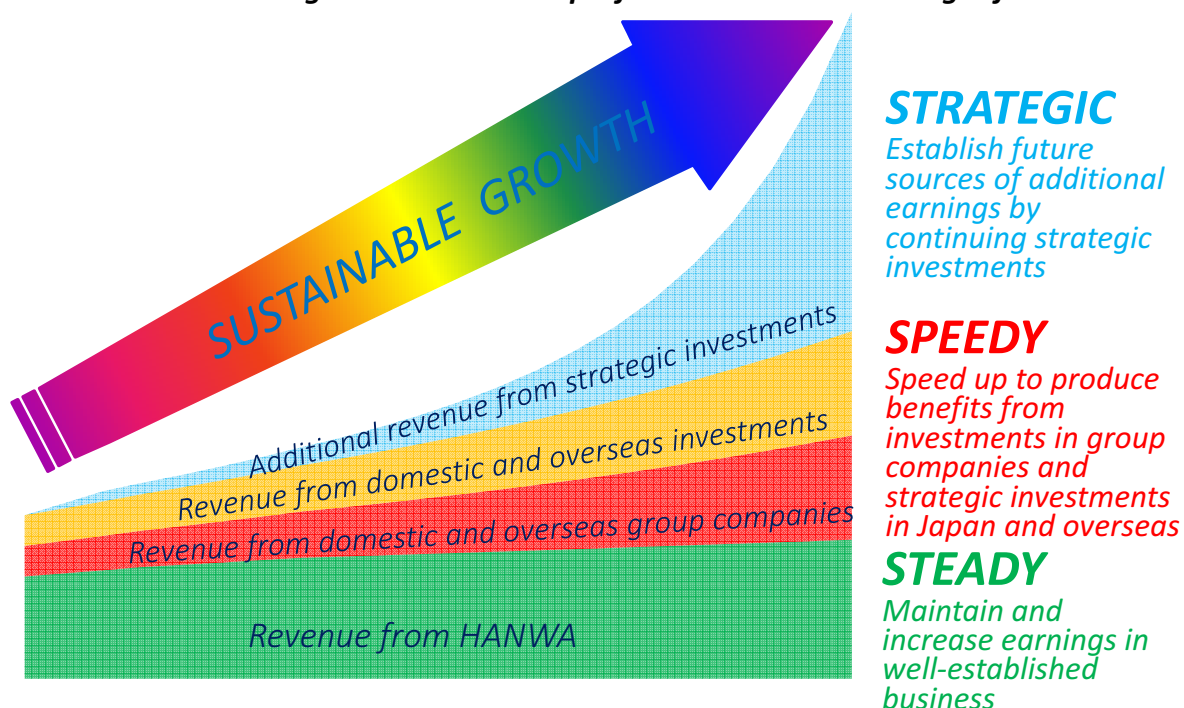 SUSTAINABLE GROWTH
Additional revenue from strategic investments
Revenue from domestic and overseas investments
Revenue from domestic and overseas group companies
Revenue from HANWA
STRATEGIC
Establish future
sources of additional
earnings by
continuing strategic
investments
SPEEDY
Speed up to produce
benefits from
investments in group
companies and
strategic investments
in Japan and overseas
STEADY
Maintain and
increase earnings in
well-established
business